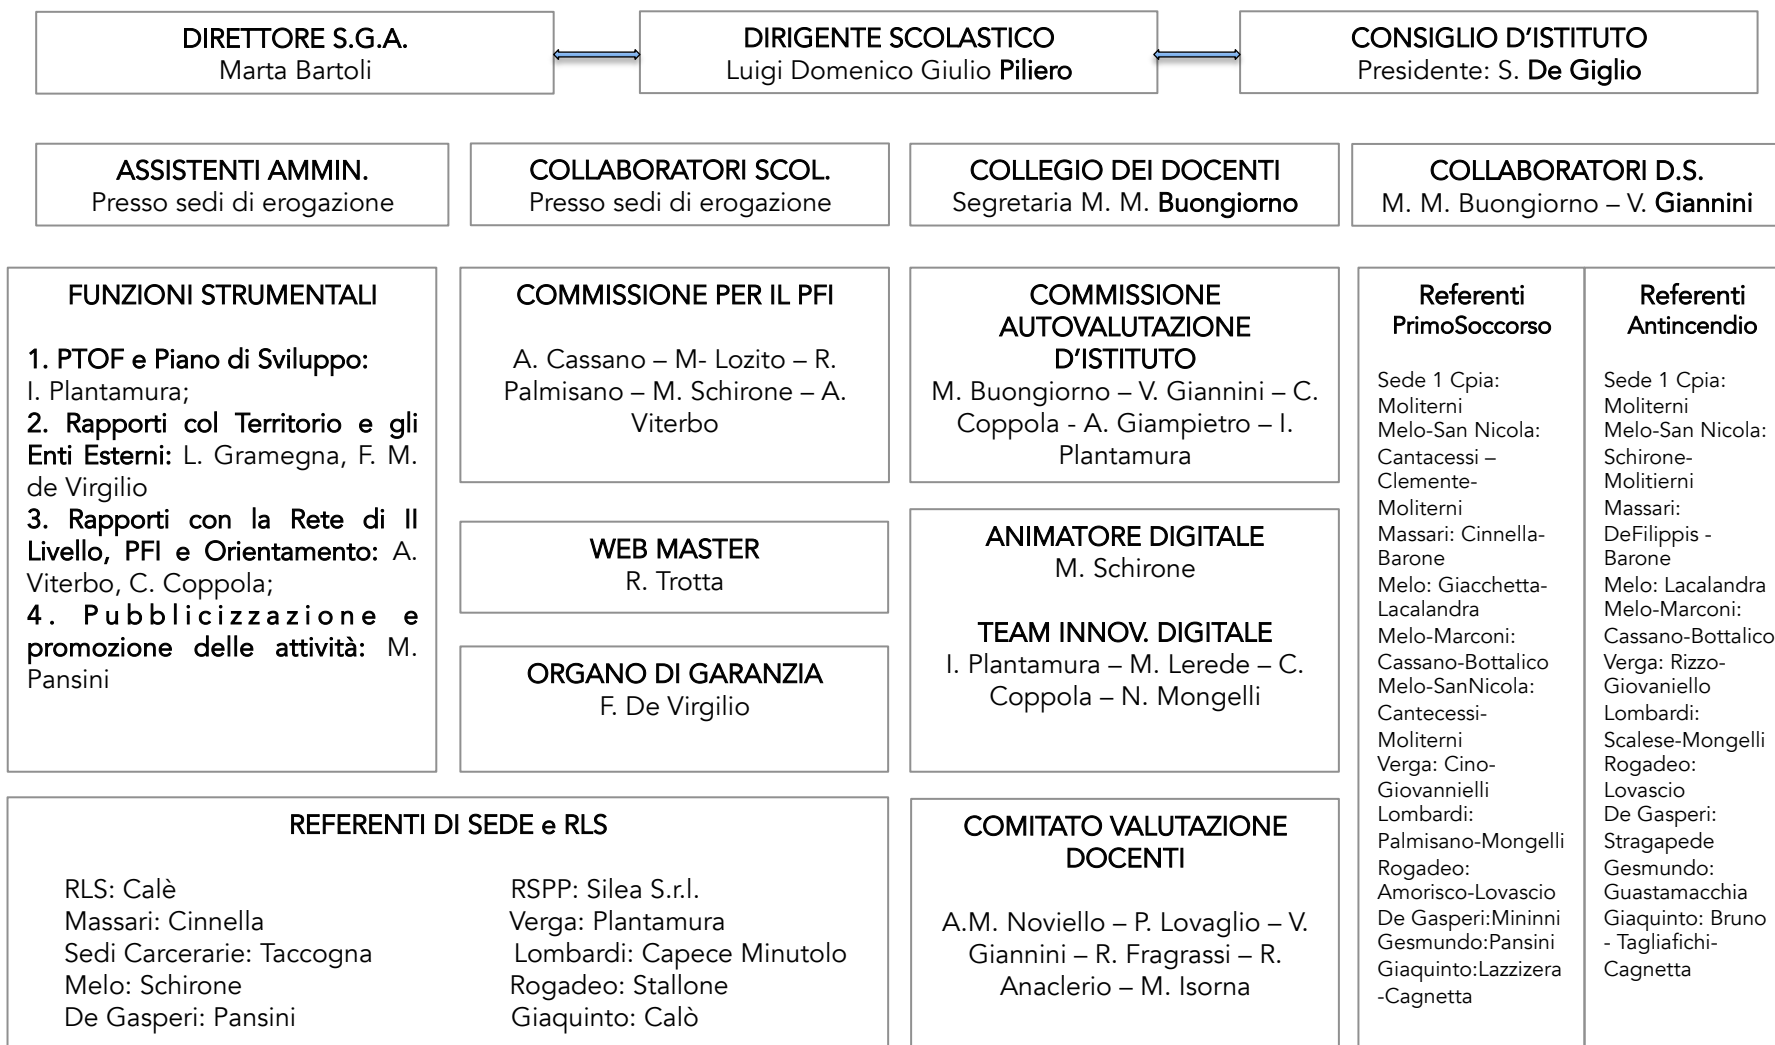 DIRETTORE S.G.A.
Marta Bartoli
DIRIGENTE SCOLASTICO
Luigi Domenico Giulio Piliero
CONSIGLIO D'ISTITUTO
Presidente: S. De Giglio
ASSISTENTI AMMIN.
Presso sedi di erogazione
COLLABORATORI SCOL.
Presso sedi di erogazione
COLLEGIO DEI DOCENTI
Segretaria M. M. Buongiorno
COLLABORATORI D.S.
M. M. Buongiorno – V. Giannini
FUNZIONI STRUMENTALI
1. PTOF e Piano di Sviluppo:
I. Plantamura;
2. Rapporti col Territorio e gli
Enti Esterni: L. Gramegna, F. M.
de Virgilio
3. Rapporti con la Rete di II
Livello, PFI e Orientamento: A.
Viterbo, C. Coppola;
4. Pubblicizzazione e
promozione delle attività: M.
Pansini
COMMISSIONE PER IL PFI
A. Cassano – M- Lozito – R.
Palmisano – M. Schirone – A.
Viterbo
WEB MASTER
R. Trotta
ORGANO DI GARANZIA
F. De Virgilio
COMMISSIONE
AUTOVALUTAZIONE
D'ISTITUTO
M. Buongiorno – V. Giannini – C.
Coppola - A. Giampietro – I.
Plantamura
ANIMATORE DIGITALE
M. Schirone
TEAM INNOV. DIGITALE
I. Plantamura – M. Lerede – C.
Coppola – N. Mongelli
Referenti
PrimoSoccorso
Sede 1 Cpia:
Moliterni
Melo-San Nicola:
Cantacessi –
Clemente-
Moliterni
Massari: Cinnella-
Barone
Melo: Giacchetta-
Lacalandra
Melo-Marconi:
Cassano-Bottalico
Melo-SanNicola:
Cantecessi-
Moliterni
Verga: Cino-
Giovannielli
Lombardi:
Palmisano-Mongelli
Rogadeo:
Amorisco-Lovascio
De Gasperi:Mininni
Gesmundo:Pansini
Giaquinto:Lazzizera
-Cagnetta
Referenti
Antincendio
Sede 1 Cpia:
Moliterni
Melo-San Nicola:
Schirone-
Molitierni
Massari:
DeFilippis -
Barone
Melo: Lacalandra
Melo-Marconi:
Cassano-Bottalico
Verga: Rizzo-
Giovaniello
Lombardi:
Scalese-Mongelli
Rogadeo:
Lovascio
De Gasperi:
Stragapede
Gesmundo:
Guastamacchia
Giaquinto: Bruno
- Tagliafichi-
Cagnetta
REFERENTI DI SEDE e RLS
RLS: Calè
Massari: Cinnella
Sedi Carcerarie: Taccogna
Melo: Schirone
De Gasperi: Pansini
RSPP: Silea S.r.l.
Verga: Plantamura
Lombardi: Capece Minutolo
Rogadeo: Stallone
Giaquinto: Calò
COMITATO VALUTAZIONE
DOCENTI
A.M. Noviello – P. Lovaglio – V.
Giannini – R. Fragrassi – R.
Anaclerio – M. Isorna